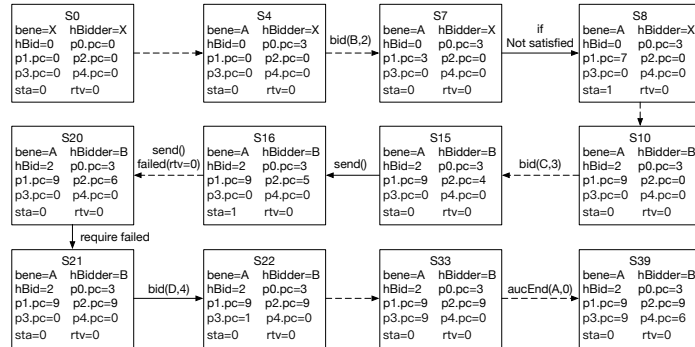 S0
bene=X hBidder=X
hBid=0 p0.pc=0
p1.pc=0 p2.pc=0
p3.pc=0 p4.pc=0
sta=0 rtv=0
S4
bene=A hBidder=X
hBid=0 p0.pc=3
p1.pc=0 p2.pc=0
p3.pc=0 p4.pc=0
sta=0 rtv=0
bid(B,2)
S7
bene=A hBidder=X
hBid=0 p0.pc=3
p1.pc=3 p2.pc=0
p3.pc=0 p4.pc=0
sta=0 rtv=0
if
Not satisfied
S8
bene=A hBidder=X
hBid=0 p0.pc=3
p1.pc=7 p2.pc=0
p3.pc=0 p4.pc=0
sta=1 rtv=0
S20
bene=A hBidder=B
hBid=2 p0.pc=3
p1.pc=9 p2.pc=6
p3.pc=0 p4.pc=0
sta=0 rtv=0
send()
failed(rtv=0)
S16
bene=A hBidder=B
hBid=2 p0.pc=3
p1.pc=9 p2.pc=5
p3.pc=0 p4.pc=0
sta=1 rtv=0
send()
S15
bene=A hBidder=B
hBid=2 p0.pc=3
p1.pc=9 p2.pc=4
p3.pc=0 p4.pc=0
sta=0 rtv=0
bid(C,3)
S10
bene=A hBidder=B
hBid=2 p0.pc=3
p1.pc=9 p2.pc=0
p3.pc=0 p4.pc=0
sta=0 rtv=0
require failed
S21
bene=A hBidder=B
hBid=2 p0.pc=3
p1.pc=9 p2.pc=9
p3.pc=0 p4.pc=0
sta=0 rtv=0
bid(D,4)
S22
bene=A hBidder=B
hBid=2 p0.pc=3
p1.pc=9 p2.pc=9
p3.pc=1 p4.pc=0
sta=0 rtv=0
S33
bene=A hBidder=B
hBid=2 p0.pc=3
p1.pc=9 p2.pc=9
p3.pc=9 p4.pc=0
sta=0 rtv=0
aucEnd(A,0)
S39
bene=A hBidder=B
hBid=2 p0.pc=3
p1.pc=9 p2.pc=9
p3.pc=9 p4.pc=6
sta=0 rtv=0